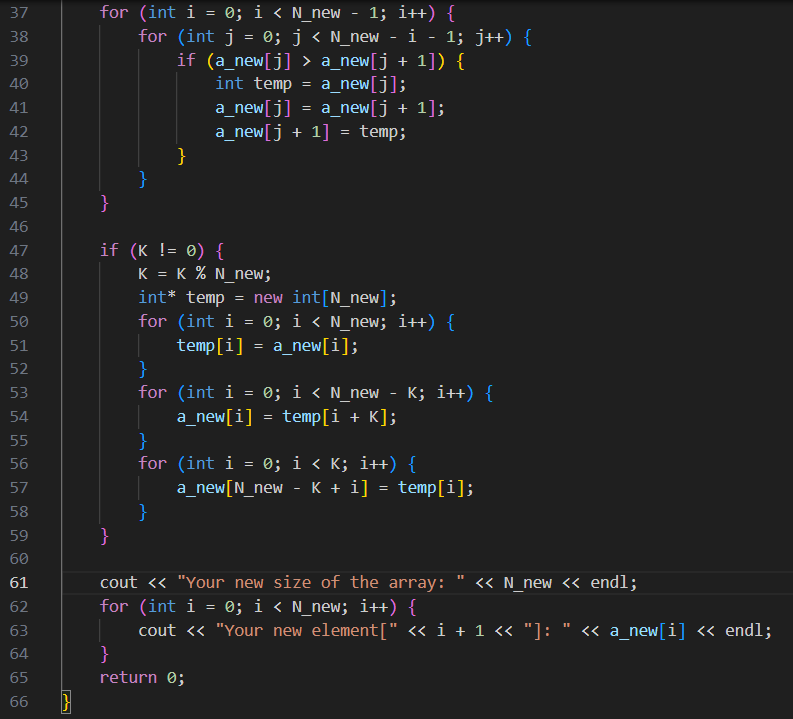 37 for (int i = 0; i < N_new - 1; i++) {
38 for (int j = 0; j < N_new - i - 1; j++) {
39 if (a_new[j] > a_new[j + 1]) {
40 int temp = a_new[j];
41 a_new[j] = a_new[j + 1];
42 a_new[j + 1] = temp;
43 }
44 }
45 }
46
47 if (K != 0) {
48 K = K % N_new;
49 int* temp = new int[N_new];
50 for (int i = 0; i < N_new; i++) {
51 temp[i] = a_new[i];
52 }
53 for (int i = 0; i < N_new - K; i++) {
54 a_new[i] = temp[i + K];
55 }
56 for (int i = 0; i < K; i++) {
57 a_new[N_new - K + i] = temp[i];
58 }
59 }
60
61 cout << "Your new size of the array: " << N_new << endl;
62 for (int i = 0; i < N_new; i++) {
63 cout << "Your new element[" << i + 1 << "]: " << a_new[i] << endl;
64 }
65 return 0;
66 }